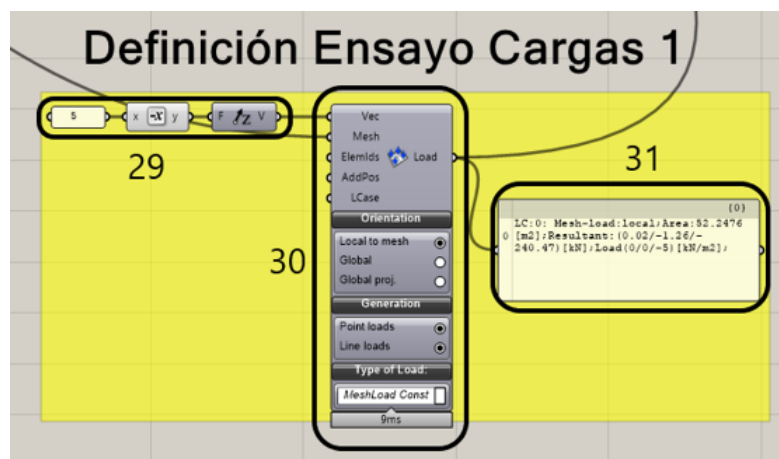 Definición Ensayo Cargas 1
5
x -x y
F Z V
29
Vec
Mesh
ElemIds
Load
AddPos
LCase
Orientation
Local to mesh
Global
Global proj.
Generation
Point loads
Line loads
Type of Load:
MeshLoad Const
9ms
30
31
{0}
LC:0: Mesh-load:local;Area:52.2476
0 [m2];Resultant:(0.02/-1.26/-
240.47)[kN];Load(0/0/-5)[kN/m2];